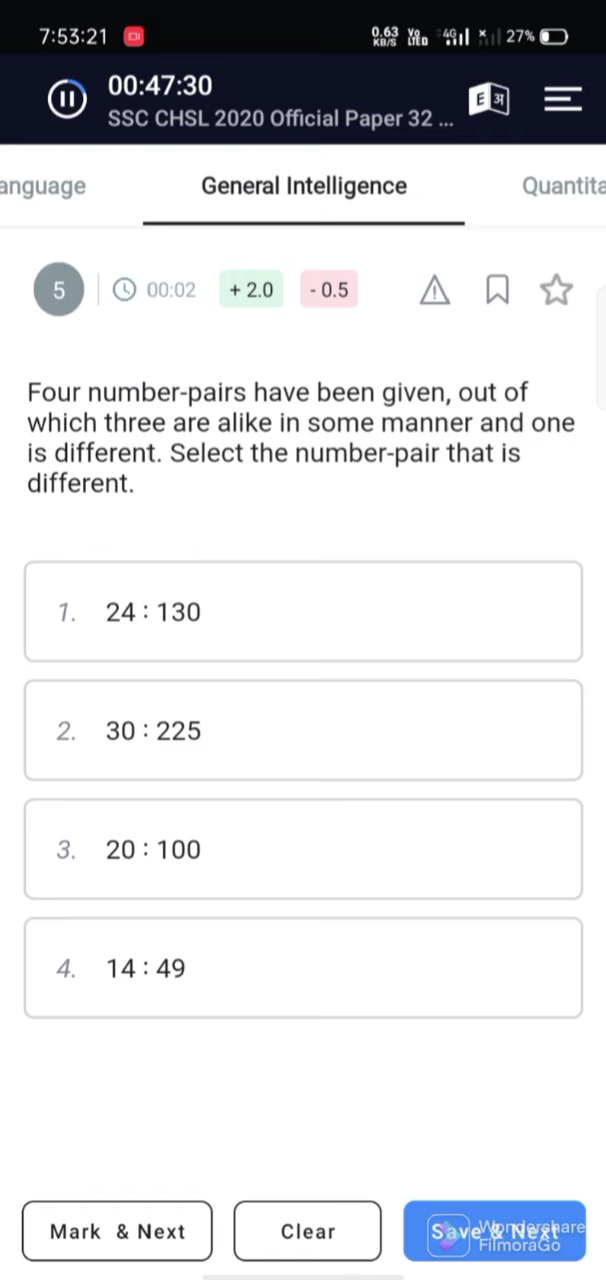 7:53:21 0.63 KB/S Vo LTE D 4G 27%
00:47:30
SSC CHSL 2020 Official Paper 32 ...
E अ
anguage General Intelligence Quantita
5 00:02 + 2.0 - 0.5
Four number-pairs have been given, out of
which three are alike in some manner and one
is different. Select the number-pair that is
different.
1. 24 : 130
2. 30 : 225
3. 20 : 100
4. 14 : 49
Mark & Next Clear Save & Next
Wondershare
FilmoraGo